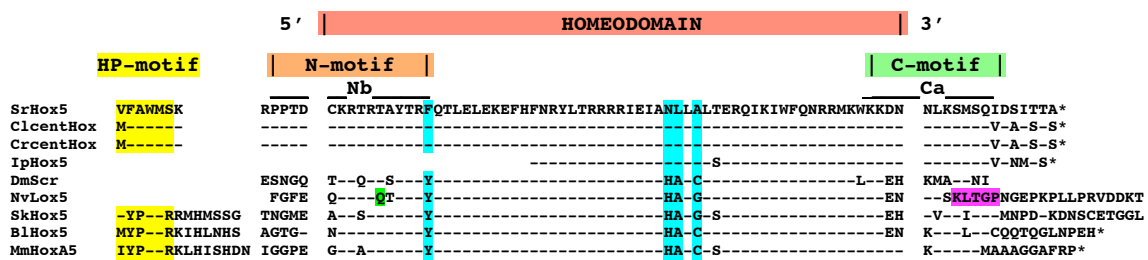 5’ | HOMEODOMAIN | 3’
HP-motif | N-motif | | C-motif |
Nb Ca
SrHox5 VFAWMSK RPPTD CKRTRTAYTRFQTLELEKEFHFNRYLTRRRRIEIANLLALTERQIKIWFQNRRMKWKKDN NLKSMSQIDSITTA*
ClcentHox M------ ----- ------------------------------------------------------------ -------V-A-S-S*
CrcentHox M------ ----- ------------------------------------------------------------ -------V-A-S-S*
IpHox5 -------------------S------------------- -------V-NM-S*
DmScr ESNGQ T--Q--S---Y------------------------HA-C----------------L--EH KMA--NI
NvLox5 FGFE Q----QT---Y------------------------HA-G-------------------EN --SKLTGPNGEPKPLLPRVDDKT
SkHox5 -YP--RRMHMSSG TNGME A--S------Y------------------------HA-G-S-----------------EH -V--I---MNPD-KDNSCETGGL
BlHox5 MYP--RKIHLNHS AGTG- N---------Y------------------------HA-G-------------------EN K---L--CQQTQGLNPEH*
MmHoxA5 IYP--RKLHISHDN IGGPE G--A------Y------------------------HA-C-S------------------- K-----MAAAGGAFRP*